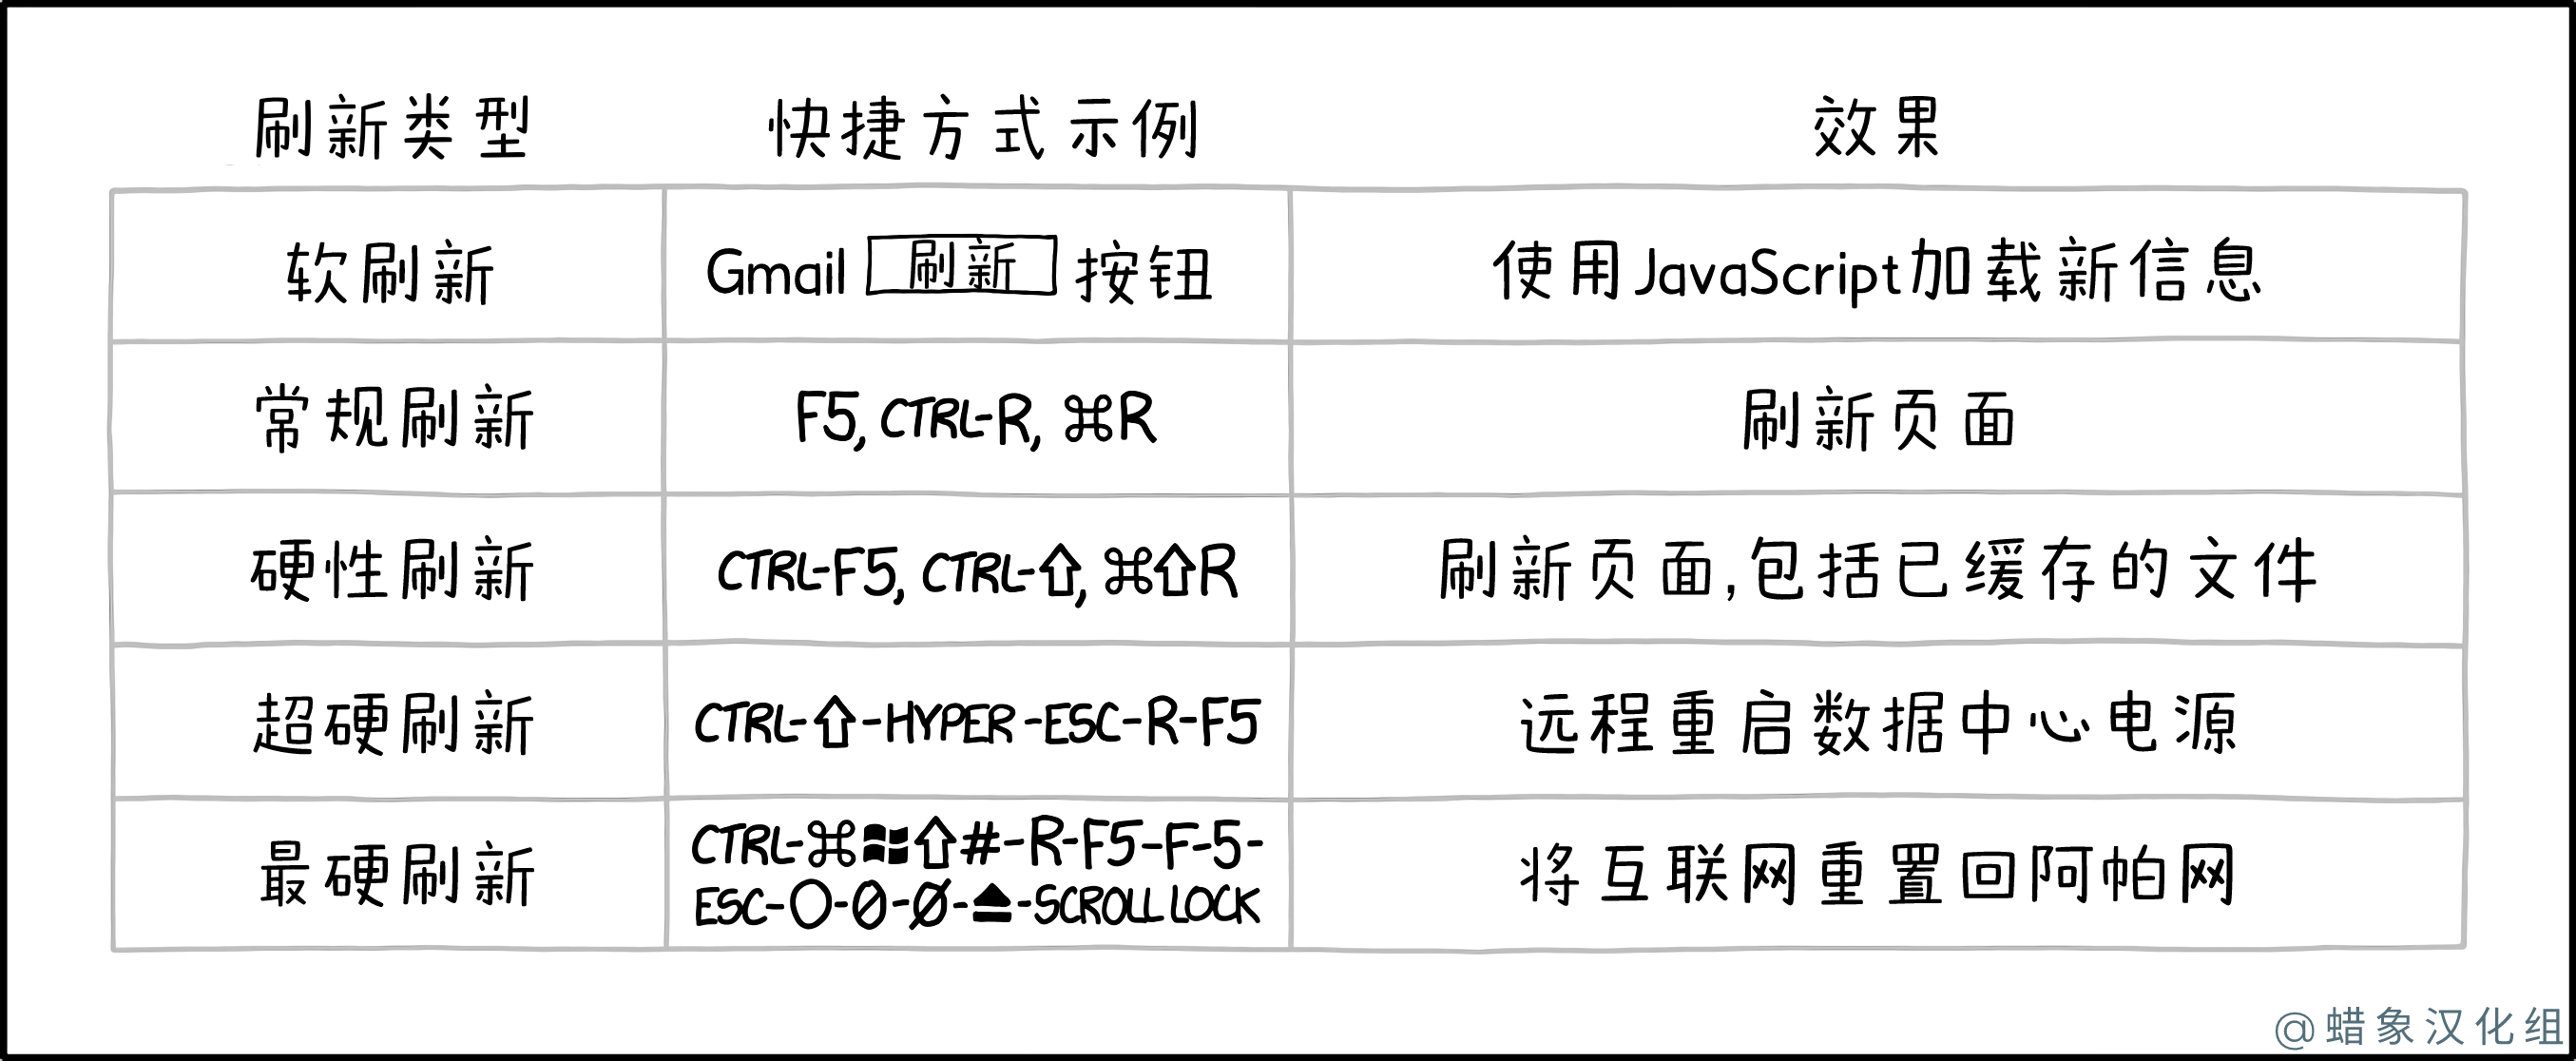 刷新类型 快捷方式示例 效果
软刷新 Gmail 刷新 按钮 使用JavaScript加载新信息
常规刷新 F5, CTRL-R, ⌘R 刷新页面
硬性刷新 CTRL-F5, CTRL-⇧, ⌘⇧R 刷新页面,包括已缓存的文件
超硬刷新 CTRL-⇧-HYPER-ESC-R-F5 远程重启数据中心电源
最硬刷新 CTRL-⌘⊞⇧#-R-F5-F-5-
ESC-O-0-Ø-⏏-SCROLL LOCK 将互联网重置回阿帕网
@蜡象汉化组